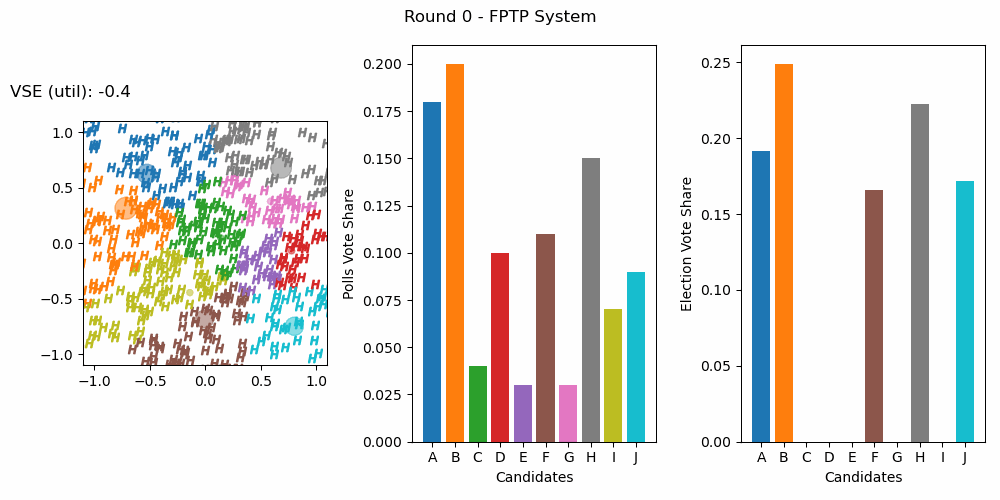 Round 0 - FPTP System
VSE (util): -0.4
1.0
0.5
0.0
−0.5
−1.0
−1.0 −0.5 0.0 0.5 1.0
Polls Vote Share
0.200
0.175
0.150
0.125
0.100
0.075
0.050
0.025
0.000
A B C D E F G H I J
Candidates
Election Vote Share
0.25
0.20
0.15
0.10
0.05
0.00
A B C D E F G H I J
Candidates